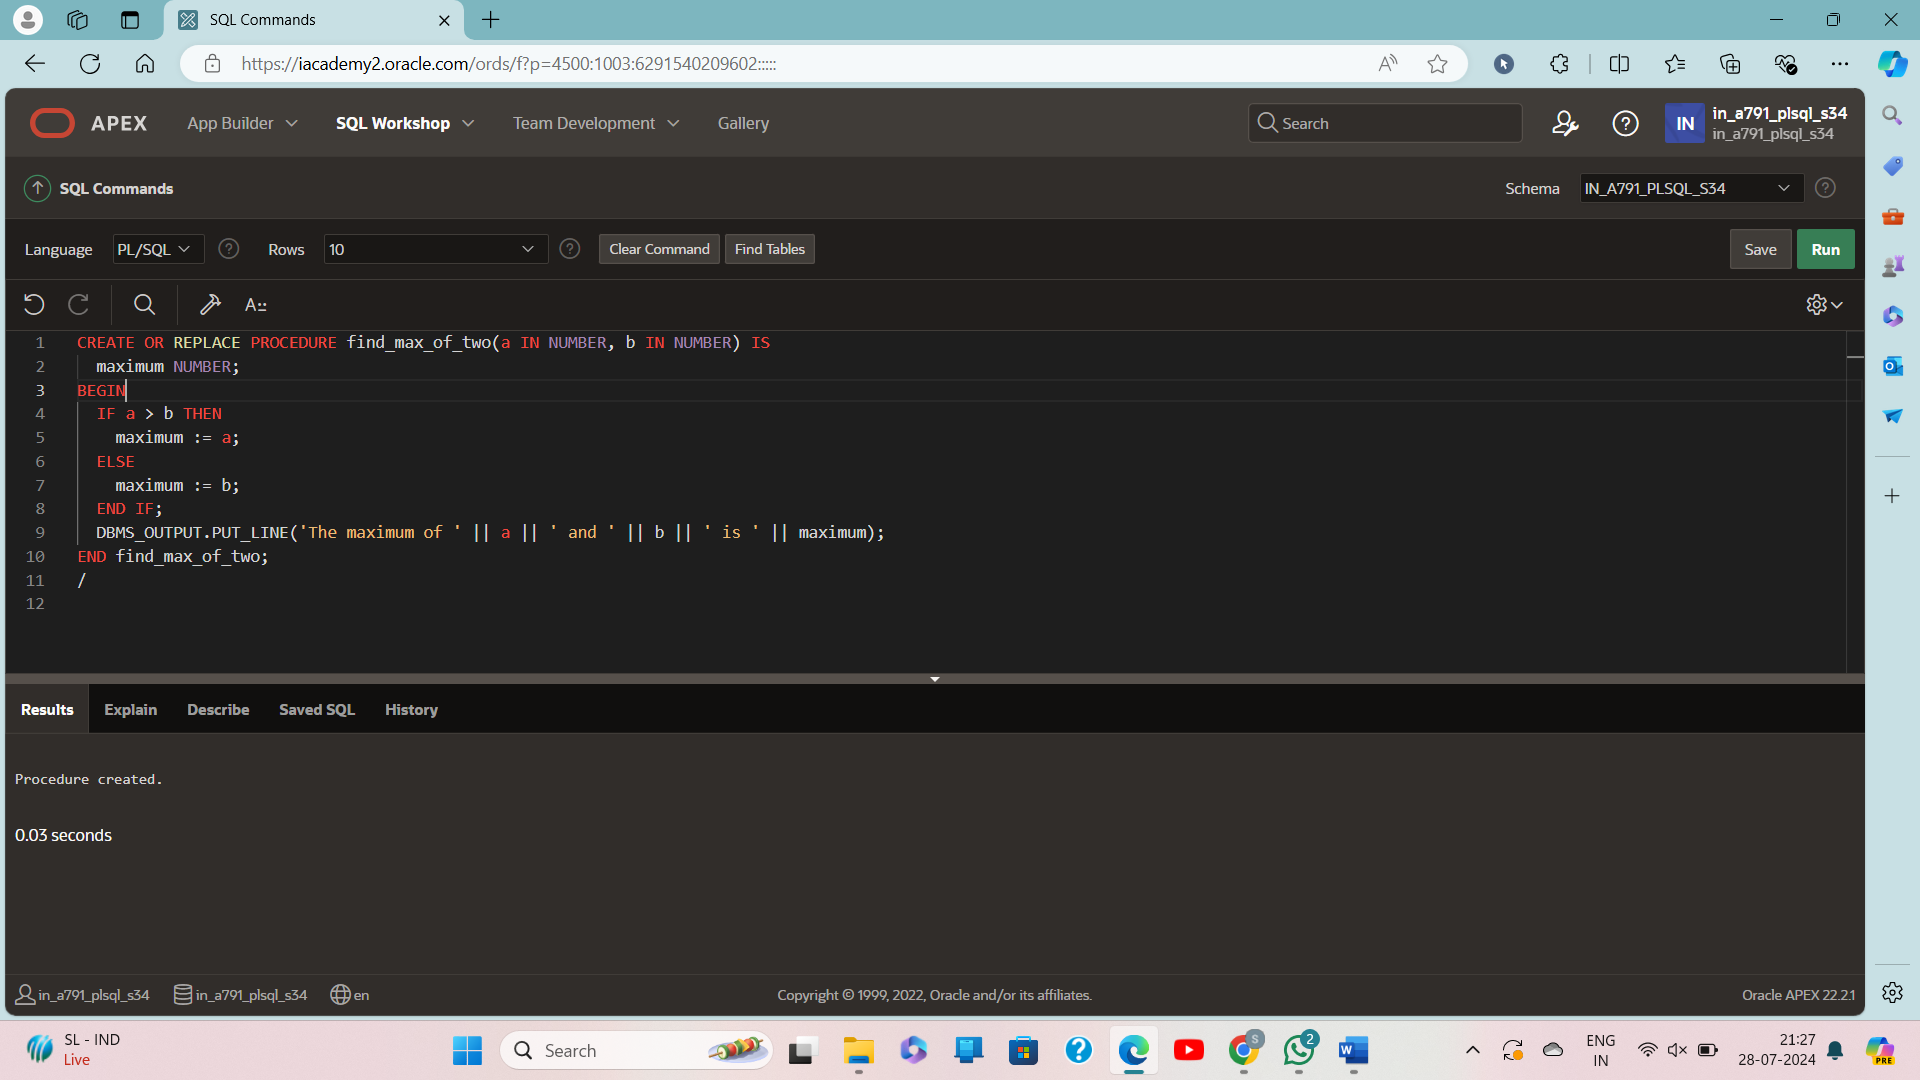 SQL Commands
https://iacademy2.oracle.com/ords/f?p=4500:1003:6291540209602:::::
APEX
App Builder
SQL Workshop
Team Development
Gallery
Search
IN
in_a791_plsql_s34
in_a791_plsql_s34
SQL Commands
Schema
IN_A791_PLSQL_S34
Language
PL/SQL
Rows
10
Clear Command
Find Tables
Save
Run
A::
1 CREATE OR REPLACE PROCEDURE find_max_of_two(a IN NUMBER, b IN NUMBER) IS
2 maximum NUMBER;
3 BEGIN
4 IF a > b THEN
5 maximum := a;
6 ELSE
7 maximum := b;
8 END IF;
9 DBMS_OUTPUT.PUT_LINE('The maximum of ' || a || ' and ' || b || ' is ' || maximum);
10 END find_max_of_two;
11 /
12
Results
Explain
Describe
Saved SQL
History
Procedure created.
0.03 seconds
in_a791_plsql_s34
in_a791_plsql_s34
en
Copyright © 1999, 2022, Oracle and/or its affiliates.
Oracle APEX 22.2.1
SL - IND
Live
Search
S
2
W
ENG
IN
21:27
28-07-2024
PRE